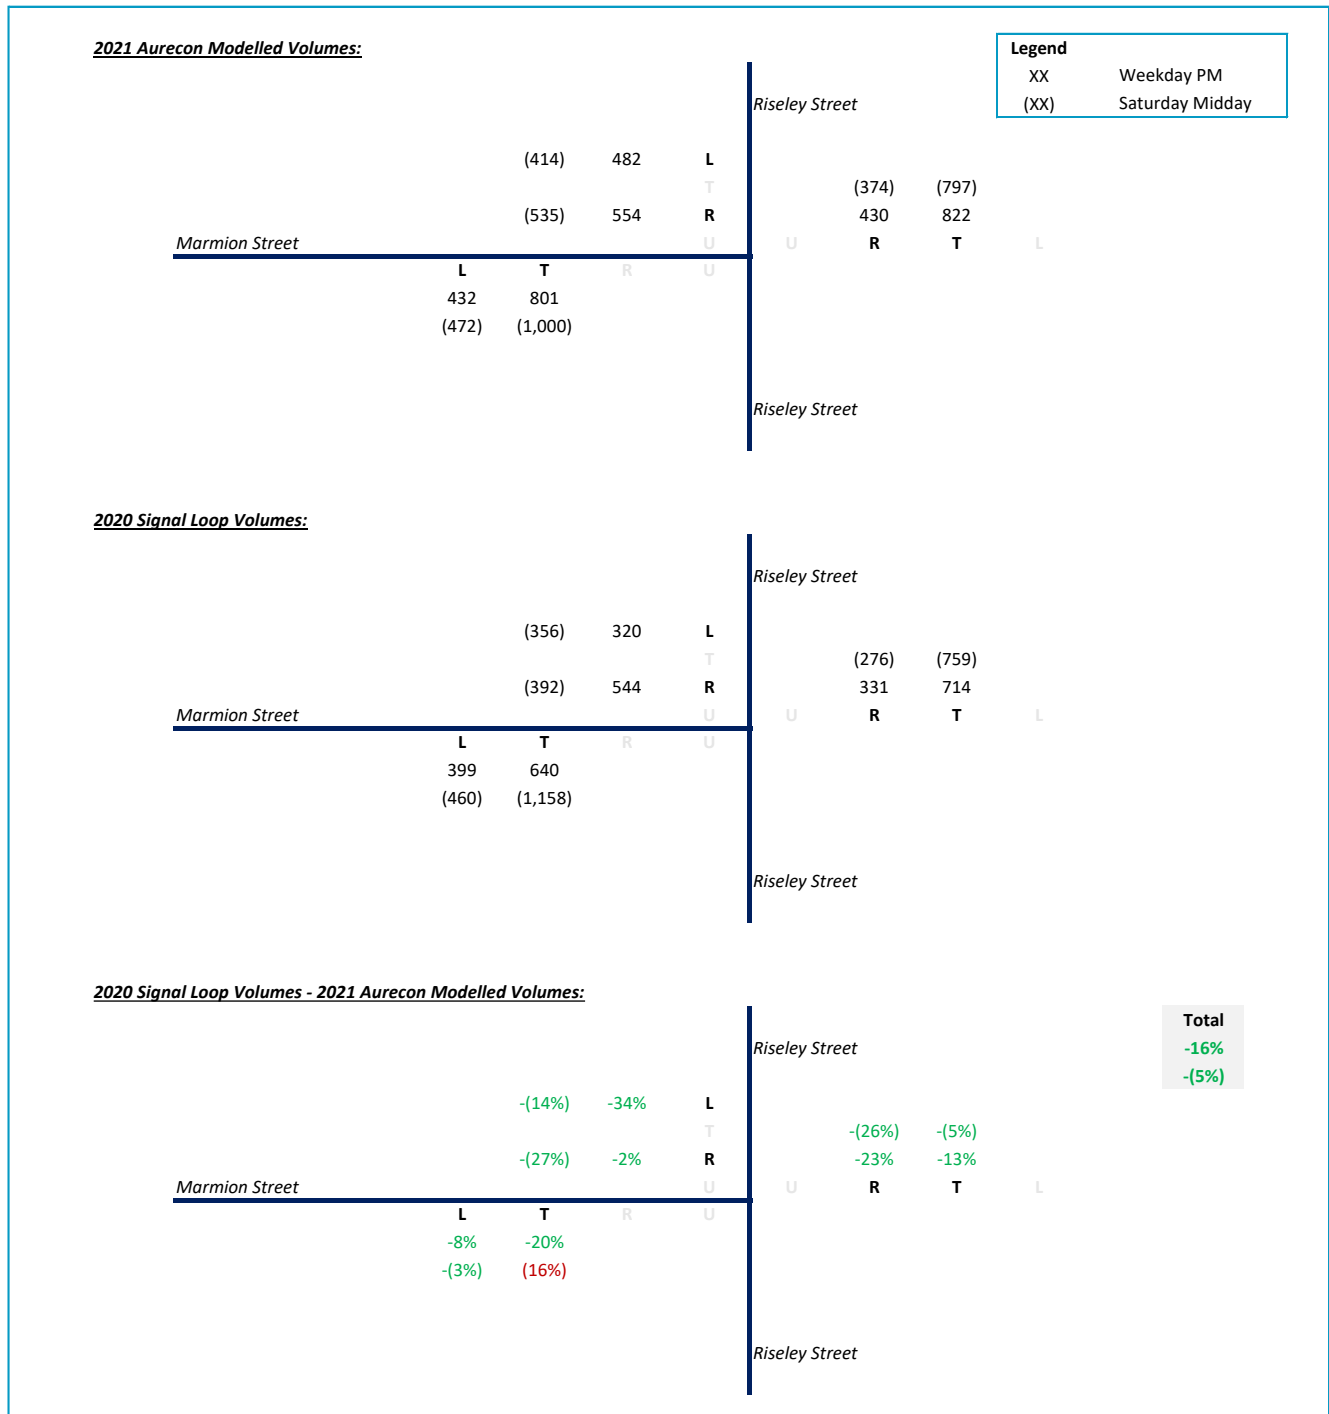 2021 Aurecon Modelled Volumes:
Legend
XX Weekday PM
(XX) Saturday Midday
Riseley Street
(414) 482 L
T (374) (797)
(535) 554 R 430 822
Marmion Street U U R T L
L T R U
432 801
(472) (1,000)
Riseley Street
2020 Signal Loop Volumes:
Riseley Street
(356) 320 L
T (276) (759)
(392) 544 R 331 714
Marmion Street U U R T L
L T R U
399 640
(460) (1,158)
Riseley Street
2020 Signal Loop Volumes - 2021 Aurecon Modelled Volumes:
Total
Riseley Street -16%
-(5%)
-(14%) -34% L
T -(26%) -(5%)
-(27%) -2% R -23% -13%
Marmion Street U U R T L
L T R U
-8% -20%
-(3%) (16%)
Riseley Street